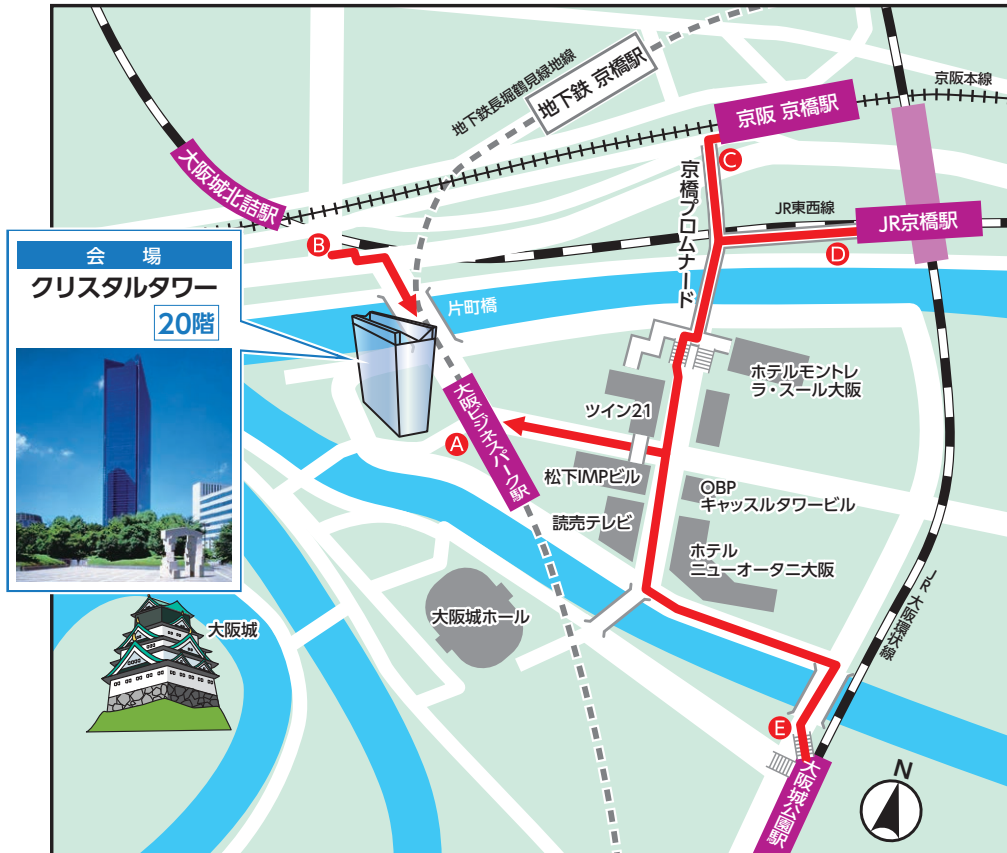 地下鉄長堀鶴見緑地線
地下鉄 京橋駅
京阪本線
京阪 京橋駅
大阪城北詰駅
C
京橋プロムナード
JR東西線
JR京橋駅
D
B
会 場
クリスタルタワー
20階
片町橋
ホテルモントレ
ラ・スール大阪
ツイン21
大阪ビジネスパーク駅
A
松下IMPビル
OBP
キャッスルタワービル
読売テレビ
ホテル
ニューオータニ大阪
JR大阪環状線
大阪城ホール
大阪城
E
大阪城公園駅
N